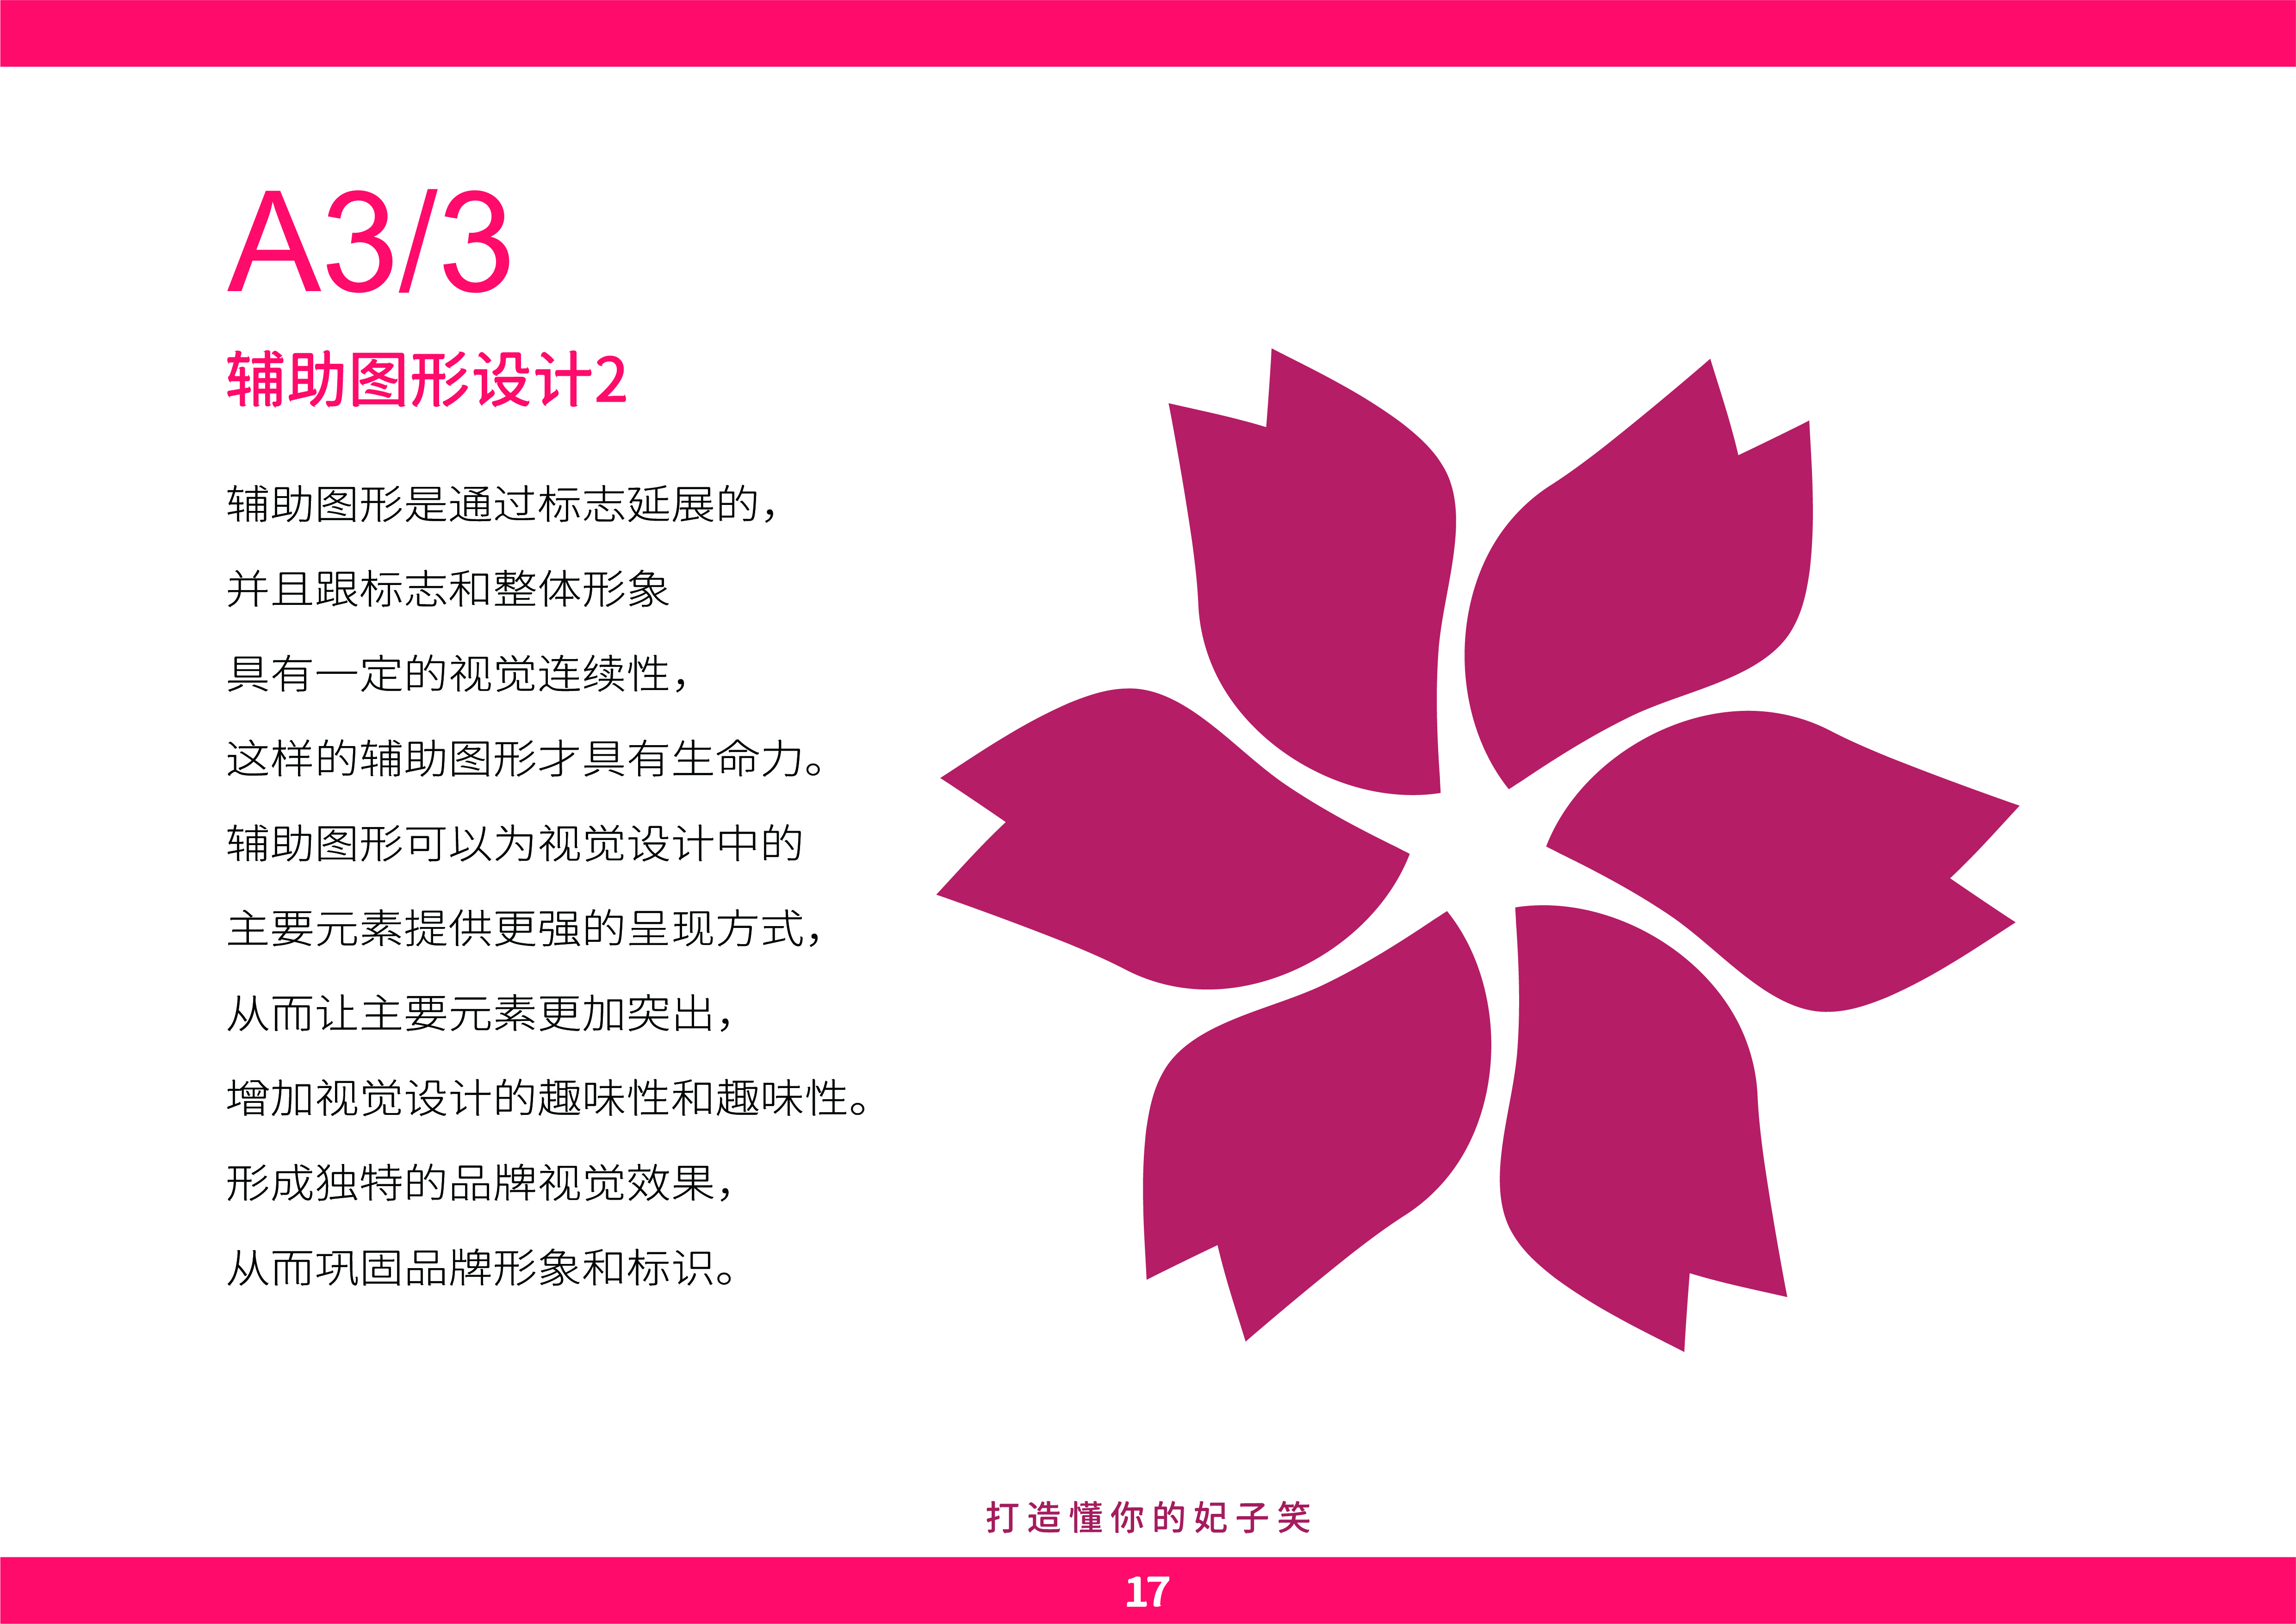 A3/3
辅助图形设计2
辅助图形是通过标志延展的，
并且跟标志和整体形象
具有一定的视觉连续性，
这样的辅助图形才具有生命力。
辅助图形可以为视觉设计中的
主要元素提供更强的呈现方式，
从而让主要元素更加突出，
增加视觉设计的趣味性和趣味性。
形成独特的品牌视觉效果，
从而巩固品牌形象和标识。
打造懂你的妃子笑
17